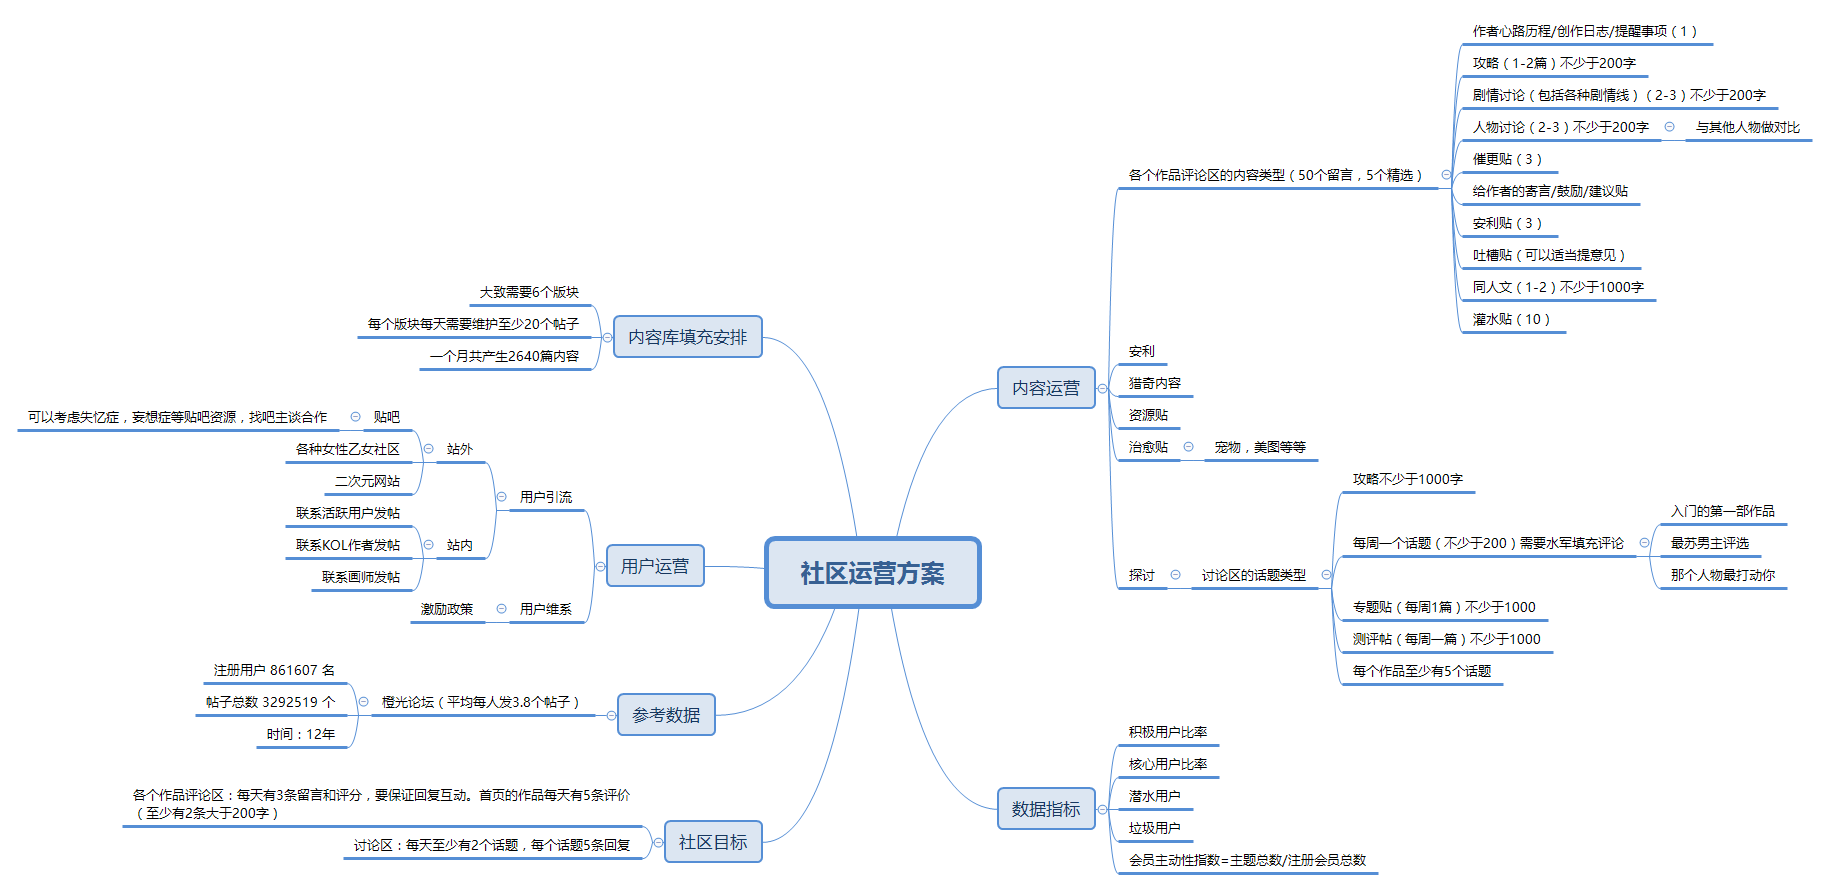 社区运营方案
内容运营
各个作品评论区的内容类型（50个留言，5个精选）
作者心路历程/创作日志/提醒事项（1）
攻略（1-2篇）不少于200字
剧情讨论（包括各种剧情线）（2-3）不少于200字
人物讨论（2-3）不少于200字
与其他人物做对比
催更贴（3）
给作者的寄言/鼓励/建议贴
安利贴（3）
吐槽贴（可以适当提意见）
同人文（1-2）不少于1000字
灌水贴（10）
安利
猎奇内容
资源贴
治愈贴
宠物，美图等等
探讨
讨论区的话题类型
攻略不少于1000字
每周一个话题（不少于200）需要水军填充评论
入门的第一部作品
最苏男主评选
那个人物最打动你
专题贴（每周1篇）不少于1000
测评帖（每周一篇）不少于1000
每个作品至少有5个话题
数据指标
积极用户比率
核心用户比率
潜水用户
垃圾用户
会员主动性指数=主题总数/注册会员总数
内容库填充安排
大致需要6个版块
每个版块每天需要维护至少20个帖子
一个月共产生2640篇内容
用户运营
用户引流
站外
贴吧
可以考虑失忆症，妄想症等贴吧资源，找吧主谈合作
各种女性乙女社区
二次元网站
站内
联系活跃用户发帖
联系KOL作者发帖
联系画师发帖
用户维系
激励政策
参考数据
橙光论坛（平均每人发3.8个帖子）
注册用户 861607 名
帖子总数 3292519 个
时间：12年
社区目标
各个作品评论区：每天有3条留言和评分，要保证回复互动。首页的作品每天有5条评价
（至少有2条大于200字）
讨论区：每天至少有2个话题，每个话题5条回复